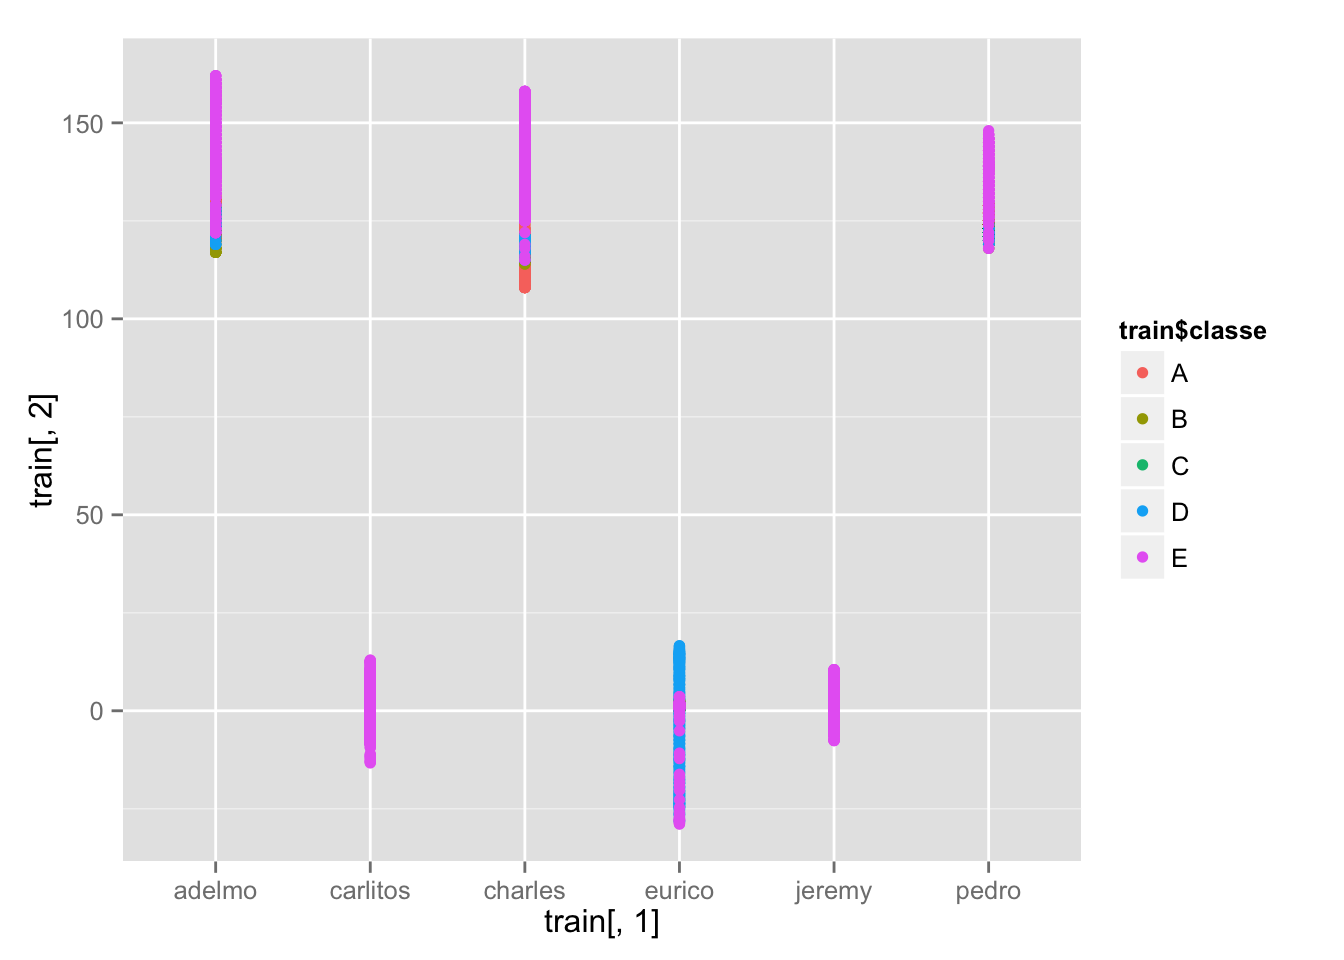 150
100
50
0
train[, 2]
adelmo carlitos charles eurico jeremy pedro
train[, 1]
train$classe
A
B
C
D
E